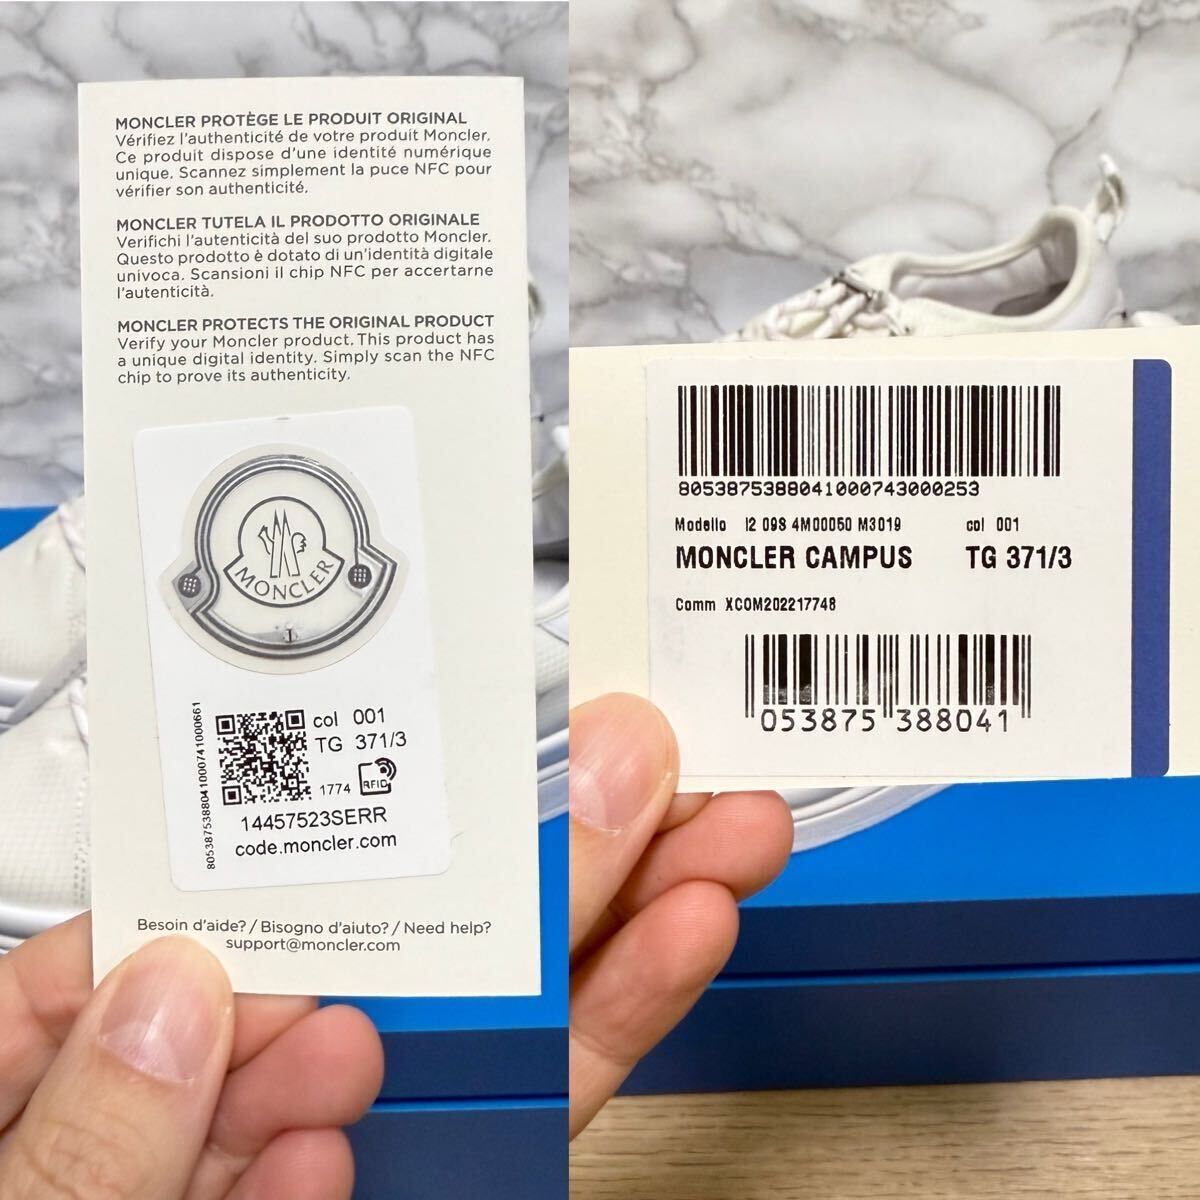 MONCLER PROTÈGE LE PRODUIT ORIGINAL
Vérifiez l'authenticité de votre produit Moncler.
Ce produit dispose d'une identité numérique
unique. Scannez simplement la puce NFC pour
vérifier son authenticité.
MONCLER TUTELA IL PRODOTTO ORIGINALE
Verifichi l'autenticità del suo prodotto Moncler.
Questo prodotto è dotato di un'identità digitale
univoca. Scansioni il chip NFC per accertarne
l'autenticità.
MONCLER PROTECTS THE ORIGINAL PRODUCT
Verify your Moncler product. This product has
a unique digital identity. Simply scan the NFC
chip to prove its authenticity.
MONCLER
8053875388041000741000661
col 001
TG 371/3
1774 RFID
14457523SERR
code.moncler.com
Besoin d'aide? / Bisogno d'aiuto? / Need help?
support@moncler.com
8053875388041000743000253
Modello I2 09S 4M00050 M3019 col 001
MONCLER CAMPUS TG 371/3
Comm XCOM202217748
053875 388041